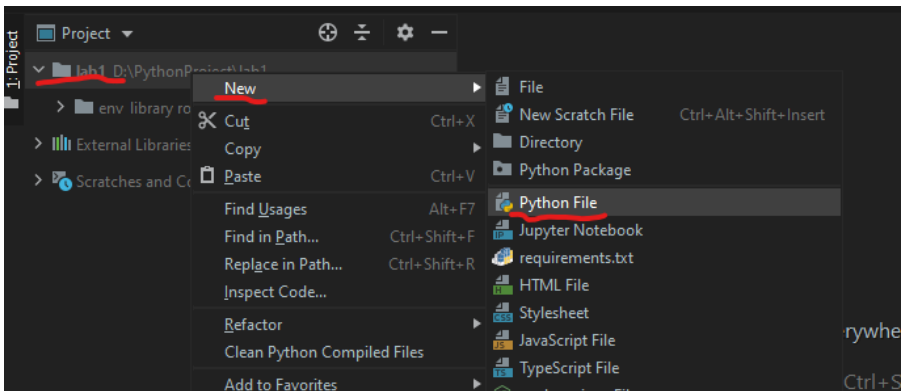 1: Project
Project
lab1 D:\PythonProject\lab1
env library ro
External Libraries
Scratches and Co
New
Cut Ctrl+X
Copy
Paste Ctrl+V
Find Usages Alt+F7
Find in Path... Ctrl+Shift+F
Replace in Path... Ctrl+Shift+R
Inspect Code...
Refactor
Clean Python Compiled Files
Add to Favorites
File
New Scratch File Ctrl+Alt+Shift+Insert
Directory
Python Package
Python File
Jupyter Notebook
requirements.txt
HTML File
Stylesheet
JavaScript File
TypeScript File
rywhe
Ctrl+S